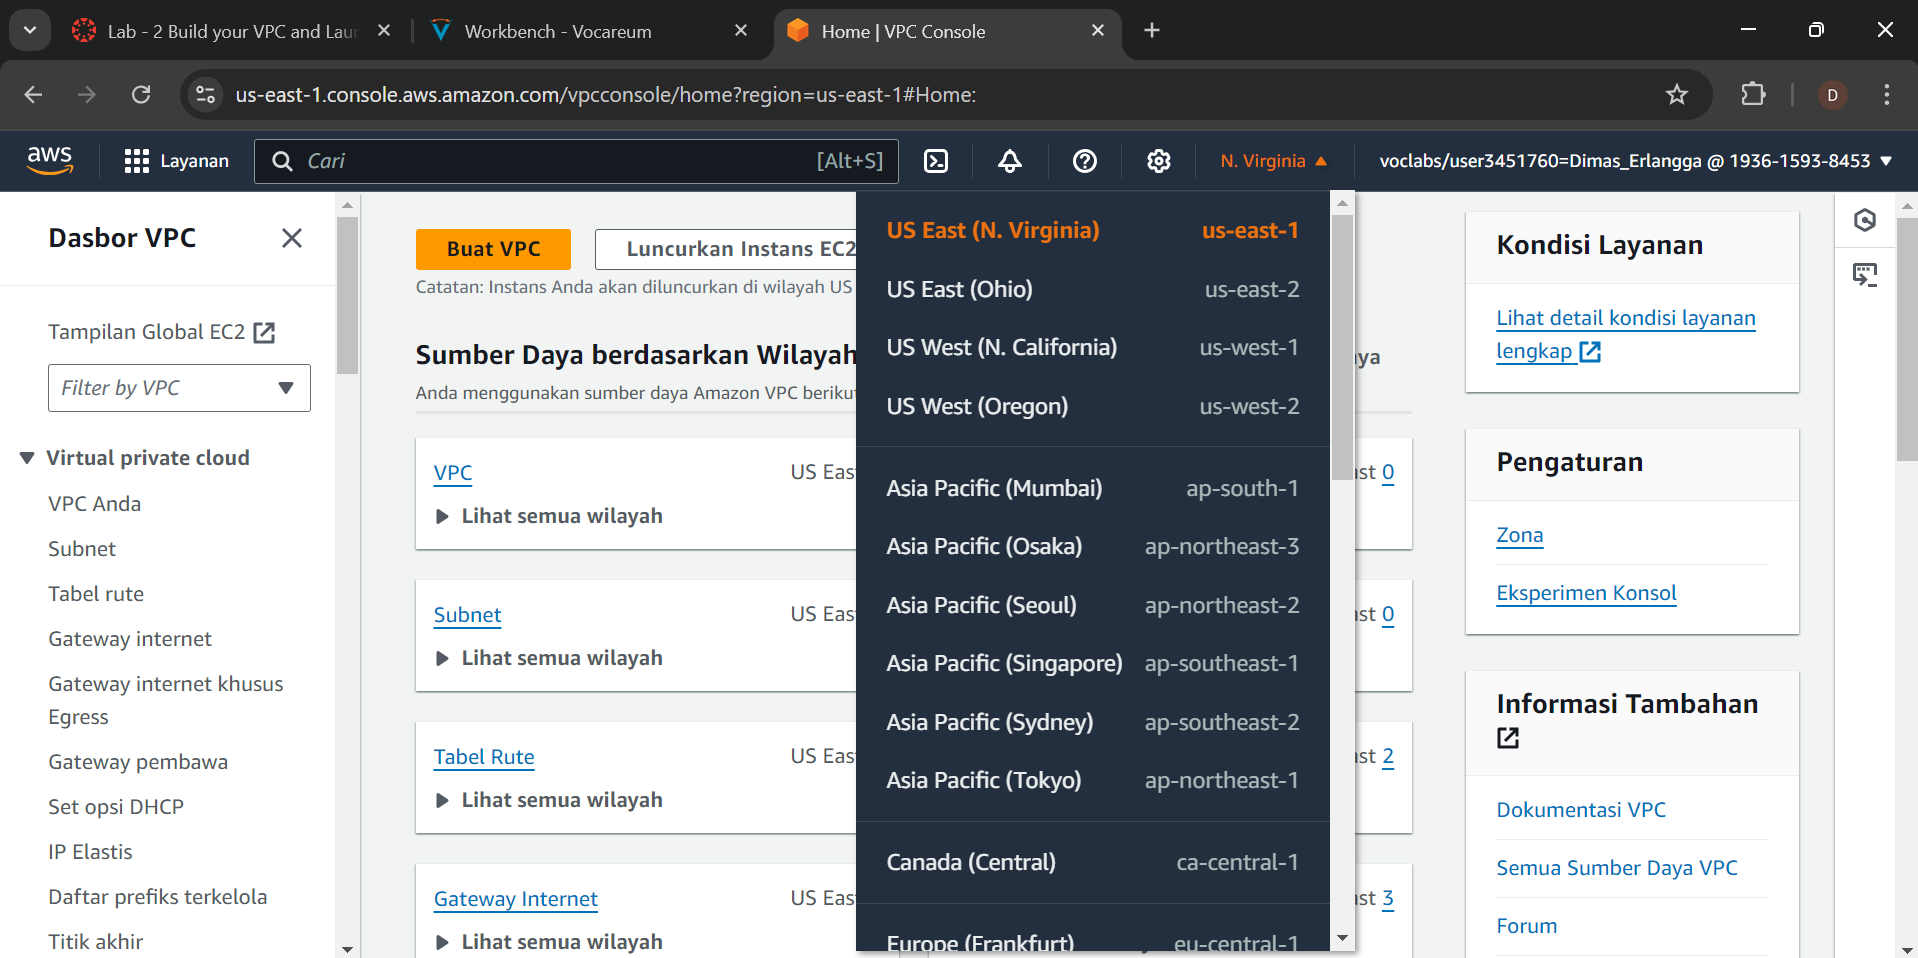 Lab - 2 Build your VPC and Lau
Workbench - Vocareum
Home | VPC Console
us-east-1.console.aws.amazon.com/vpcconsole/home?region=us-east-1#Home:
D
aws
Layanan
Cari
[Alt+S]
N. Virginia
voclabs/user3451760=Dimas_Erlangga @ 1936-1593-8453
Dasbor VPC
Tampilan Global EC2
Filter by VPC
Virtual private cloud
VPC Anda
Subnet
Tabel rute
Gateway internet
Gateway internet khusus
Egress
Gateway pembawa
Set opsi DHCP
IP Elastis
Daftar prefiks terkelola
Titik akhir
Buat VPC
Luncurkan Instans EC2
Catatan: Instans Anda akan diluncurkan di wilayah US
Sumber Daya berdasarkan Wilayah
Anda menggunakan sumber daya Amazon VPC beriku
VPC US Eas
Lihat semua wilayah
Subnet US Eas
Lihat semua wilayah
Tabel Rute US Eas
Lihat semua wilayah
Gateway Internet US Eas
Lihat semua wilayah
US East (N. Virginia) us-east-1
US East (Ohio) us-east-2
US West (N. California) us-west-1
US West (Oregon) us-west-2
Asia Pacific (Mumbai) ap-south-1
Asia Pacific (Osaka) ap-northeast-3
Asia Pacific (Seoul) ap-northeast-2
Asia Pacific (Singapore) ap-southeast-1
Asia Pacific (Sydney) ap-southeast-2
Asia Pacific (Tokyo) ap-northeast-1
Canada (Central) ca-central-1
Europe (Frankfurt) eu-central-1
ya
ast 0
ast 0
ast 2
ast 3
Kondisi Layanan
Lihat detail kondisi layanan
lengkap
Pengaturan
Zona
Eksperimen Konsol
Informasi Tambahan
Dokumentasi VPC
Semua Sumber Daya VPC
Forum